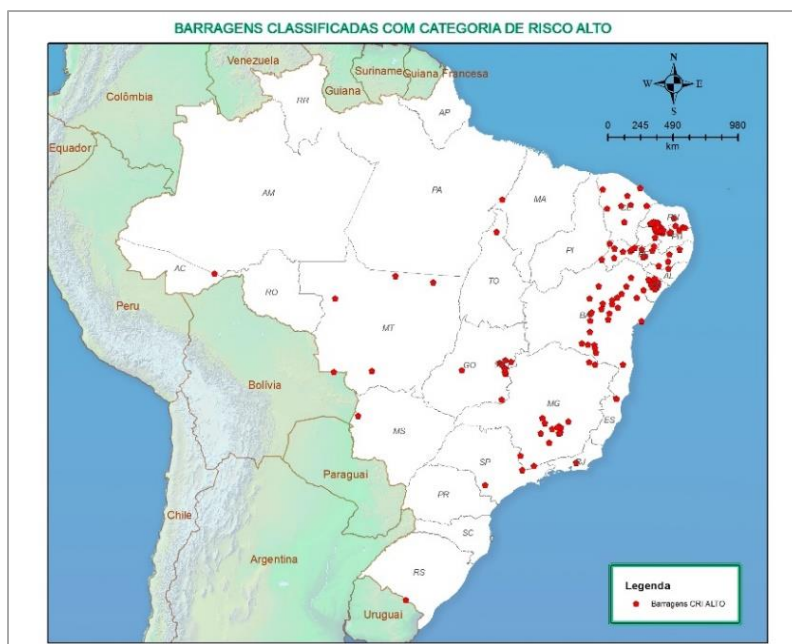 BARRAGENS CLASSIFICADAS COM CATEGORIA DE RISCO ALTO
Venezuela
Suriname
Guiana Francesa
Guiana
Colômbia
N
W
E
S
0 245 490 980
km
RR
AP
Equador
AM
PA
MA
CE
RN
PB
PI
AL
AC
RO
TO
Peru
MT
BA
GO
Bolívia
MG
ES
MS
SP
RJ
Paraguai
PR
Chile
SC
Argentina
RS
Uruguai
Legenda
Barragens CRI ALTO